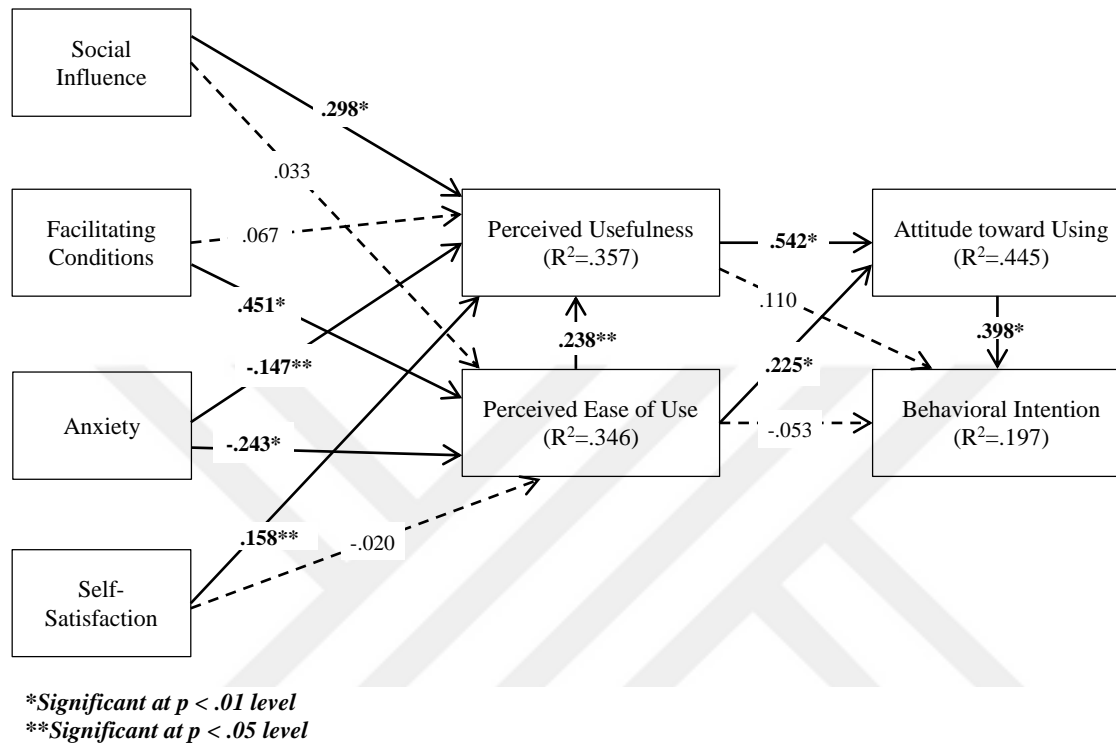 Social
Influence
.298*
.033
Facilitating
Conditions
.067
Perceived Usefulness
(R²=.357)
.542*
Attitude toward Using
(R²=.445)
.451*
.110
-.147**
.238**
.398*
.225*
Anxiety
-.243*
Perceived Ease of Use
(R²=.346)
-.053
Behavioral Intention
(R²=.197)
.158**
-.020
Self-
Satisfaction
*Significant at p < .01 level
**Significant at p < .05 level